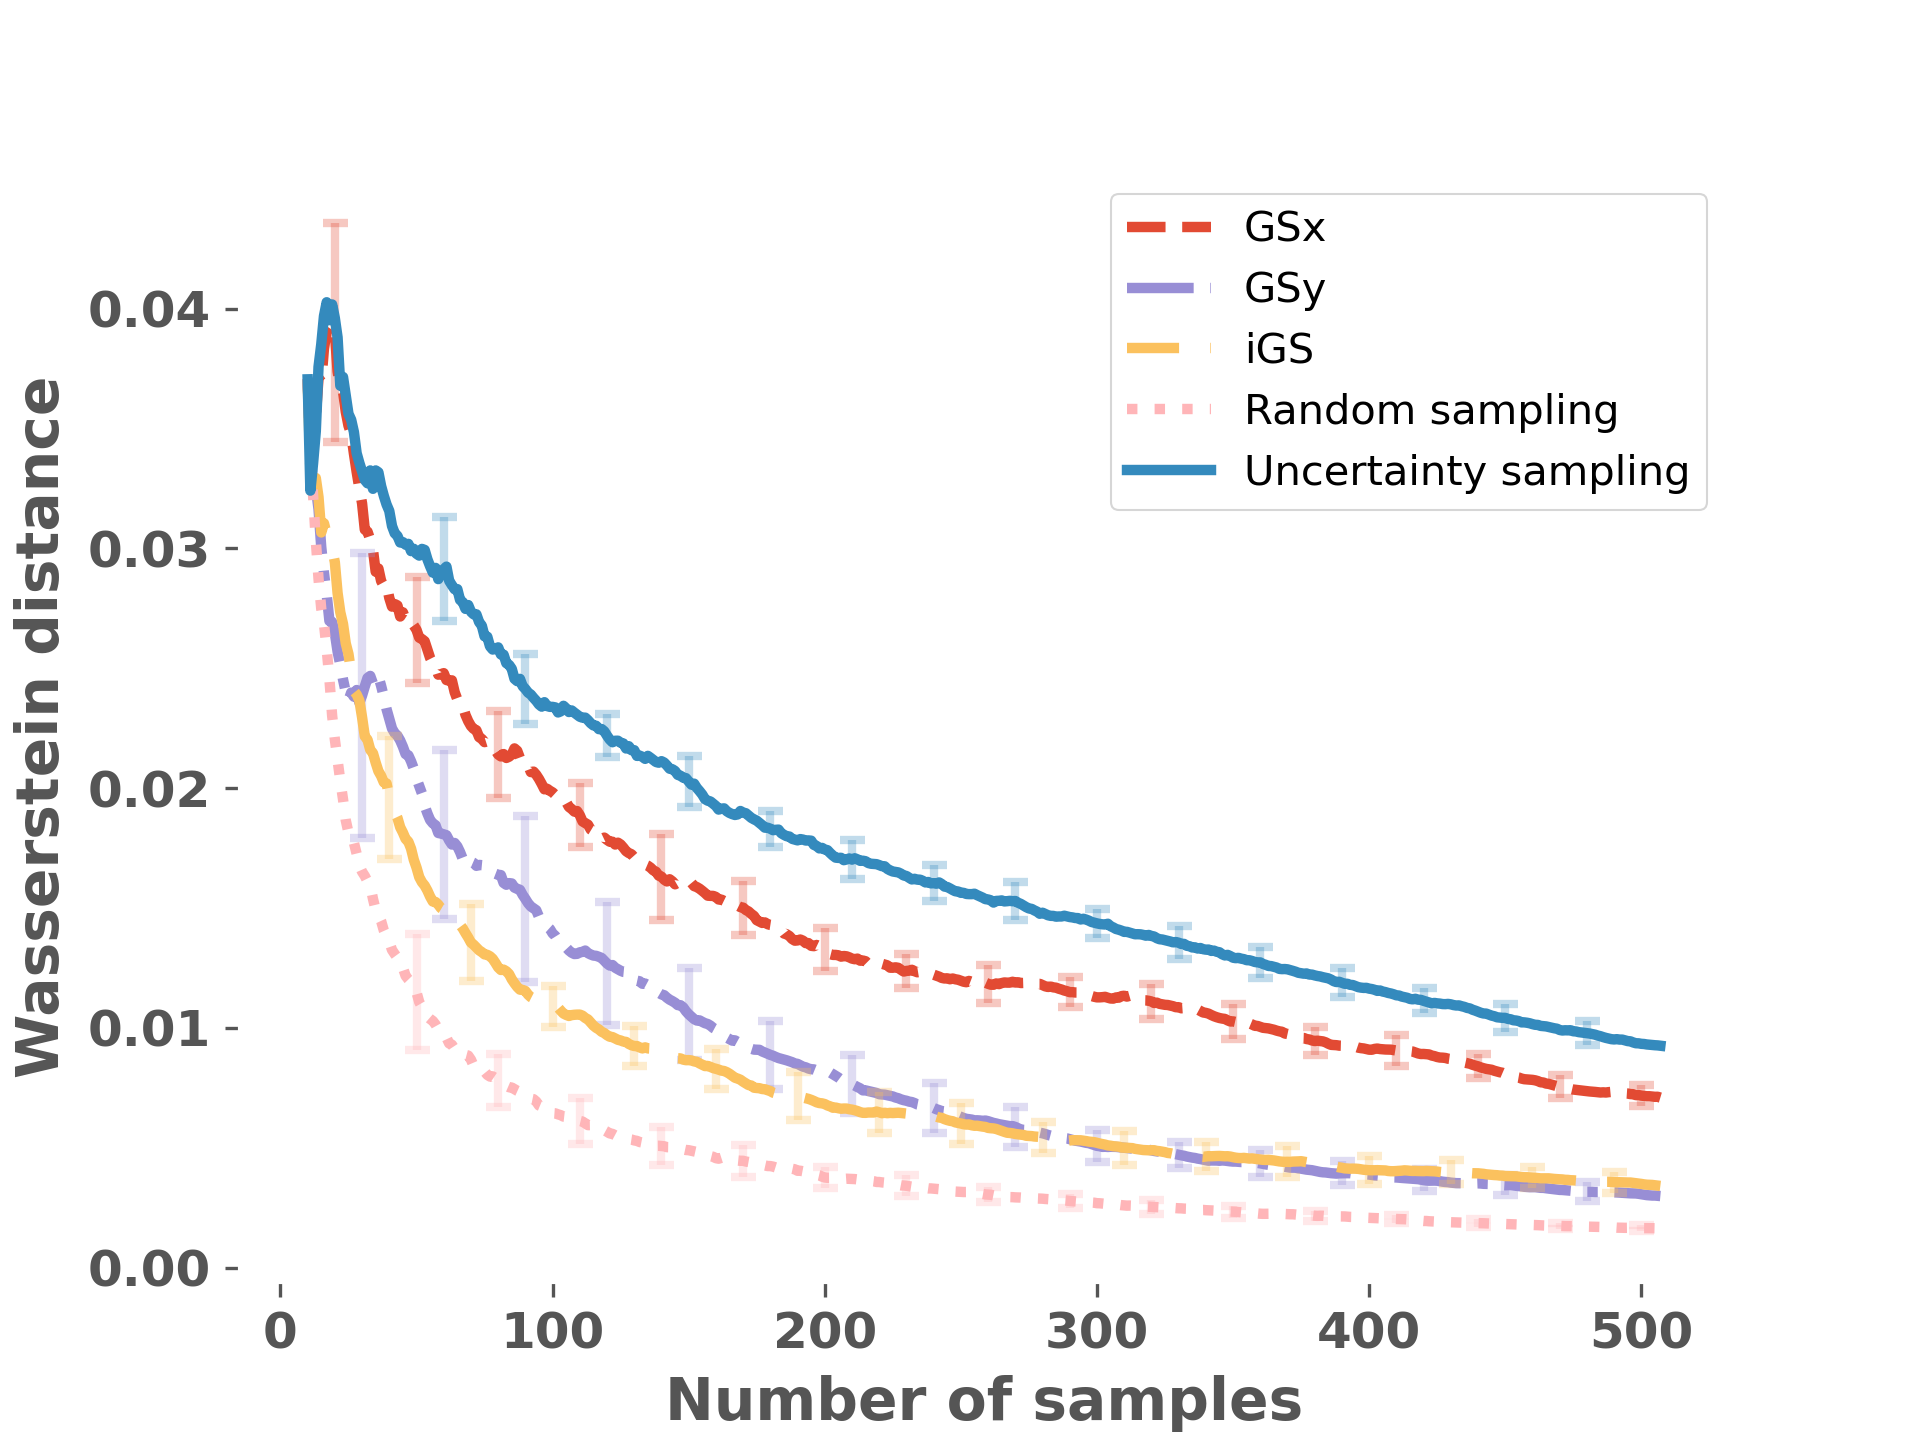 GSx
GSy
iGS
Random sampling
Uncertainty sampling
Wasserstein distance
0.04
0.03
0.02
0.01
0.00
0 100 200 300 400 500
Number of samples